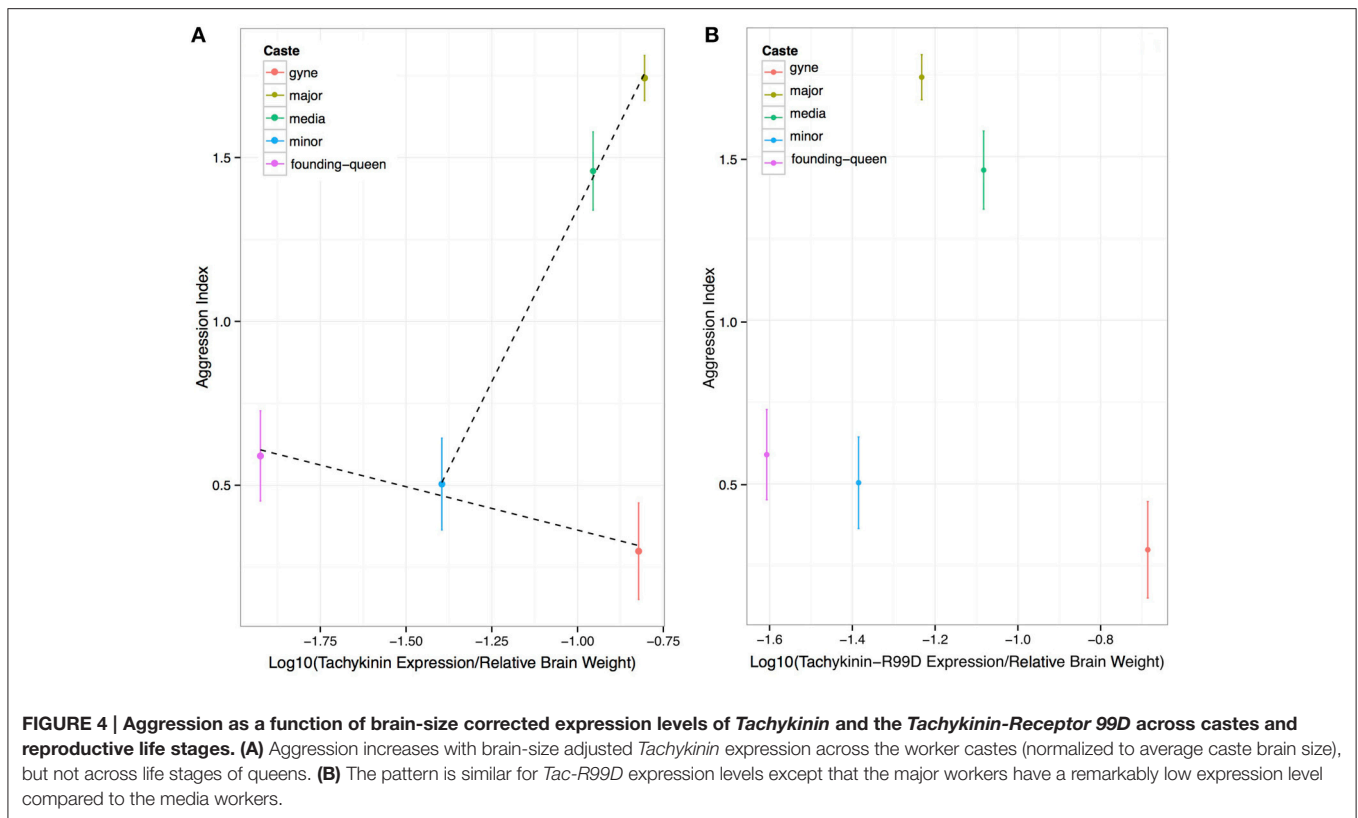 A
Caste
gyne
major
media
minor
founding-queen
Aggression Index
1.5
1.0
0.5
−1.75
−1.50
−1.25
−1.00
−0.75
Log10(Tachykinin Expression/Relative Brain Weight)
B
Caste
gyne
major
media
minor
founding-queen
Aggression Index
1.5
1.0
0.5
−1.6
−1.4
−1.2
−1.0
−0.8
Log10(Tachykinin−R99D Expression/Relative Brain Weight)
FIGURE 4 | Aggression as a function of brain-size corrected expression levels of Tachykinin and the Tachykinin-Receptor 99D across castes and
reproductive life stages. (A) Aggression increases with brain-size adjusted Tachykinin expression across the worker castes (normalized to average caste brain size),
but not across life stages of queens. (B) The pattern is similar for Tac-R99D expression levels except that the major workers have a remarkably low expression level
compared to the media workers.